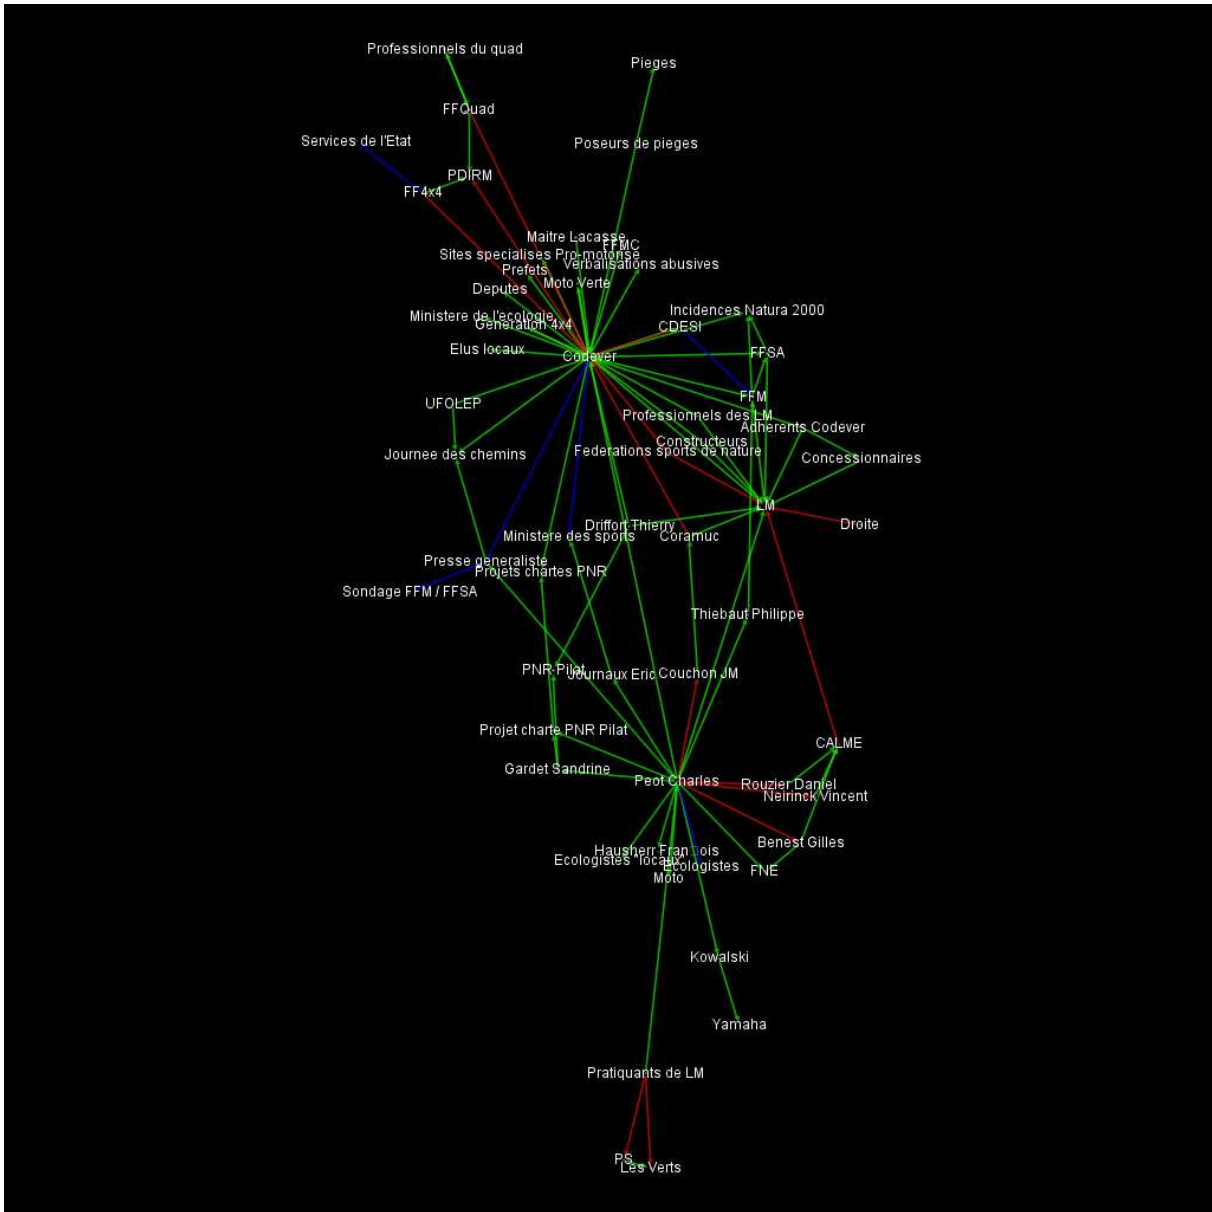 Professionnels du quad
Pieges
FFQuad
Services de l'Etat
Poseurs de pieges
PDIRM
FF4x4
Maitre Lacasse
FFMC
Sites specialises Pro-motorise
Verbalisations abusives
Prefets
Moto Verte
Deputes
Incidences Natura 2000
Ministere de l'ecologie
Generation 4x4
CDESI
Elus locaux
Codever
FFSA
FFM
UFOLEP
Professionnels des LM
Adherents Codever
Constructeurs
Journee des chemins
Federations sports de nature
Concessionnaires
LM
Droite
Driffort Thierry
Ministere des sports
Coramuc
Presse generaliste
Projets chartes PNR
Sondage FFM / FFSA
Thiebaut Philippe
PNR Pilat
Journaux Eric
Couchon JM
Projet charte PNR Pilat
CALME
Gardet Sandrine
Peot Charles
Rouzier Daniel
Neirinck Vincent
Benest Gilles
Hausherr Fran▯ois
Ecologistes "locaux"
Ecologistes
FNE
Moto
Kowalski
Yamaha
Pratiquants de LM
PS
Les Verts